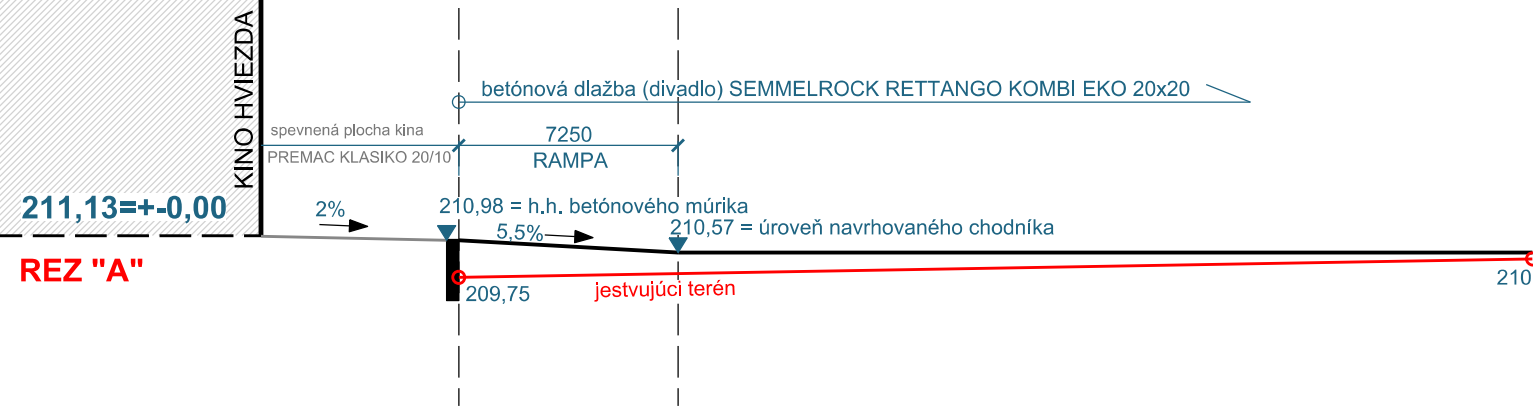 KINO HVIEZDA
betónová dlažba (divadlo) SEMMELROCK RETTANGO KOMBI EKO 20x20
spevnená plocha kina
PREMAC KLASIKO 20/10
7250
RAMPA
211,13=+-0,00
2%
210,98 = h.h. betónového múrika
5,5%
210,57 = úroveň navrhovaného chodníka
REZ "A"
209,75
jestvujúci terén
210